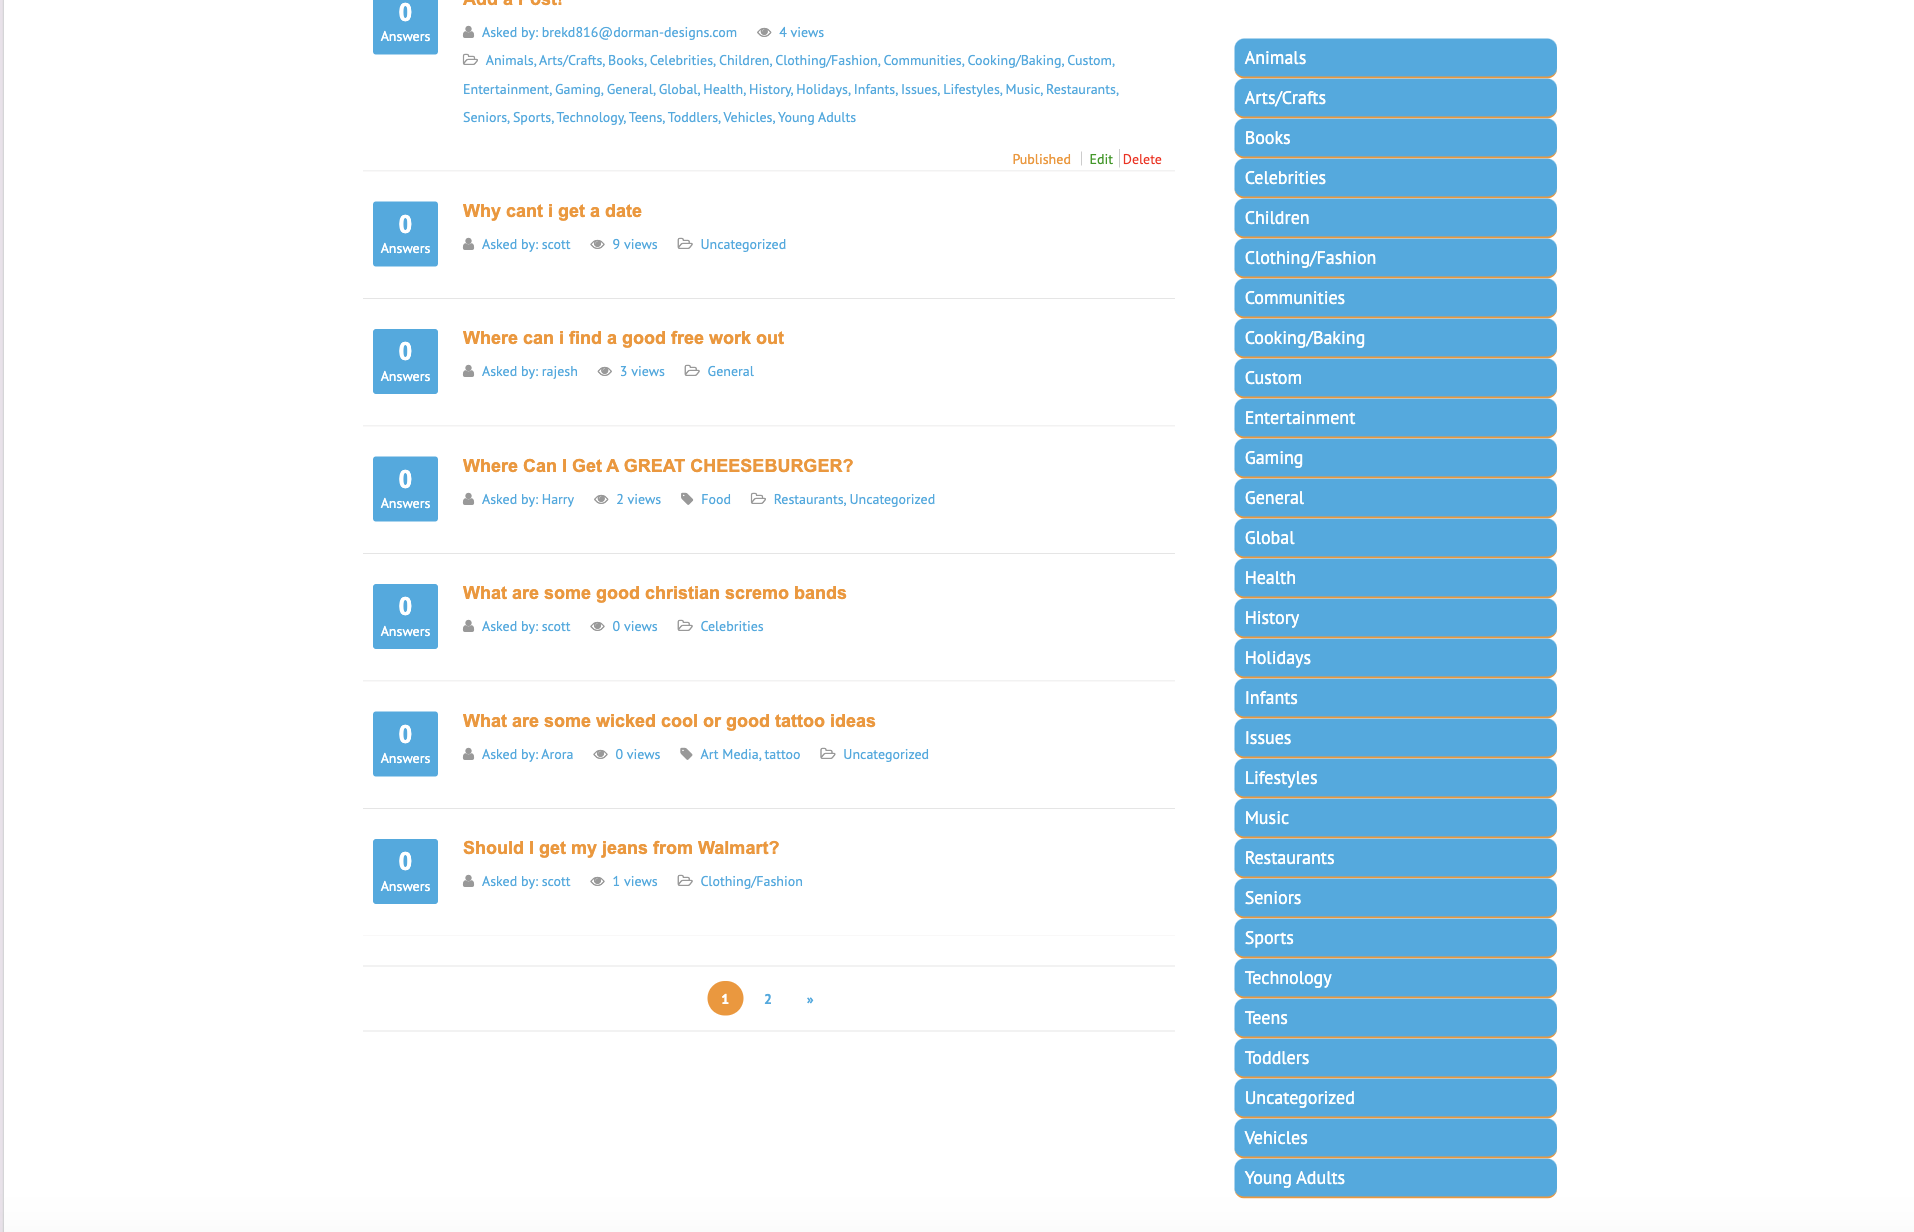 Add a Post!
0
Answers
Asked by: brekd816@dorman-designs.com 4 views
Animals, Arts/Crafts, Books, Celebrities, Children, Clothing/Fashion, Communities, Cooking/Baking, Custom,
Entertainment, Gaming, General, Global, Health, History, Holidays, Infants, Issues, Lifestyles, Music, Restaurants,
Seniors, Sports, Technology, Teens, Toddlers, Vehicles, Young Adults
Published | Edit | Delete
0
Answers
Why cant i get a date
Asked by: scott 9 views Uncategorized
0
Answers
Where can i find a good free work out
Asked by: rajesh 3 views General
0
Answers
Where Can I Get A GREAT CHEESEBURGER?
Asked by: Harry 2 views Food Restaurants, Uncategorized
0
Answers
What are some good christian scremo bands
Asked by: scott 0 views Celebrities
0
Answers
What are some wicked cool or good tattoo ideas
Asked by: Arora 0 views Art Media, tattoo Uncategorized
0
Answers
Should I get my jeans from Walmart?
Asked by: scott 1 views Clothing/Fashion
1 2 »
Animals
Arts/Crafts
Books
Celebrities
Children
Clothing/Fashion
Communities
Cooking/Baking
Custom
Entertainment
Gaming
General
Global
Health
History
Holidays
Infants
Issues
Lifestyles
Music
Restaurants
Seniors
Sports
Technology
Teens
Toddlers
Uncategorized
Vehicles
Young Adults